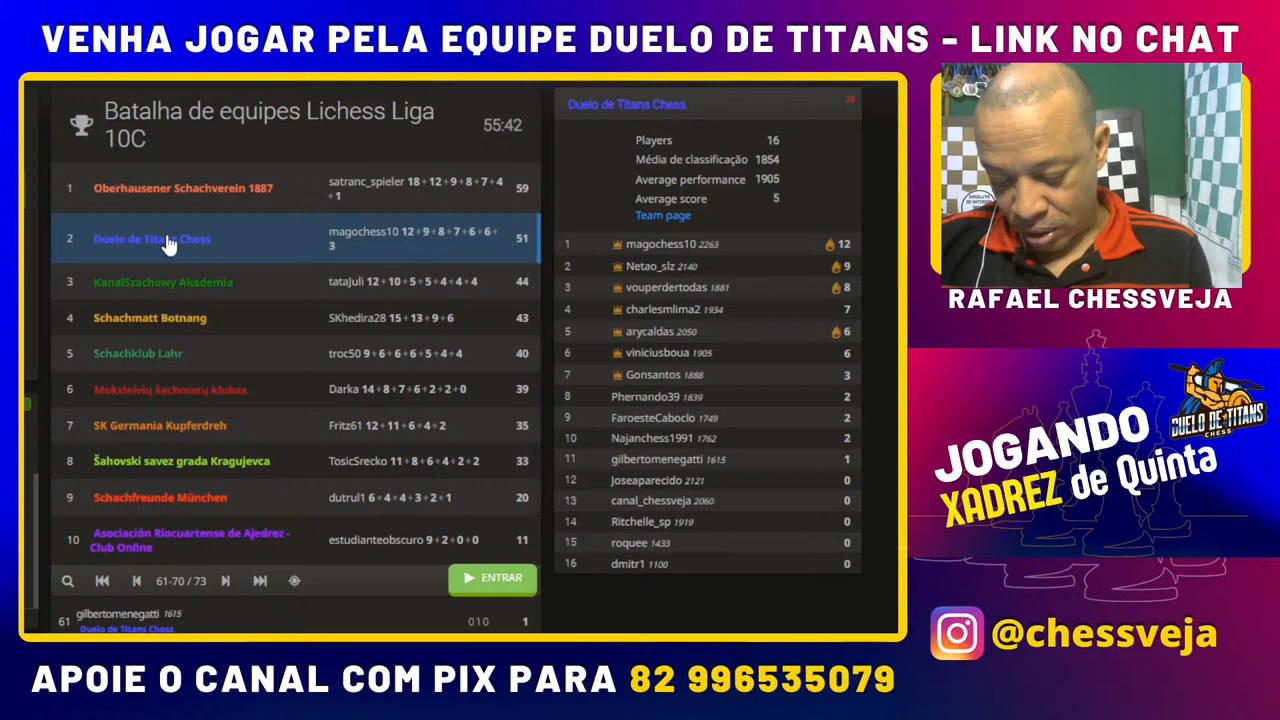 VENHA JOGAR PELA EQUIPE DUELO DE TITANS - LINK NO CHAT
Batalha de equipes Lichess Liga
10C
55:42
1 Oberhausener Schachverein 1887 satranc_spieler 18+12+9+8+7+4
+1 59
2 Duelo de Titans Chess magochess10 12+9+8+7+6+6+
3 51
3 KanalSzachowy Akademia tataJuli 12+10+5+5+4+4+4 44
4 Schachmatt Botnang SKhedira28 15+13+9+6 43
5 Schachklub Lahr troc50 9+6+6+6+5+4+4 40
6 Moksleivių šachmatų klubas Darka 14+8+7+6+2+2+0 39
7 SK Germania Kupferdreh Fritz61 12+11+6+4+2 35
8 Šahovski savez grada Kragujevca TosicSrecko 11+8+6+4+2+2 33
9 Schachfreunde München dutrul1 6+4+4+3+2+1 20
10 Asociación Riocuartense de Ajedrez -
Club Online estudianteobscuro 9+2+0+0 11
61-70 / 73
ENTRAR
61 gilbertomenegatti 1615 010 1
Duelo de Titans Chess
Duelo de Titans Chess
Players 16
Média de classificação 1854
Average performance 1905
Average score 5
Team page
1 magochess10 2263 12
2 Netao_slz 2140 9
3 vouperdertodas 1881 8
4 charlesmlima2 1934 7
5 arycaldas 2050 6
6 viniciusboua 1905 6
7 Gonsantos 1888 3
8 Phernando39 1839 2
9 FaroesteCaboclo 1749 2
10 Najanchess1991 1762 2
11 gilbertomenegatti 1615 1
12 Joseaparecido 2121 0
13 canal_chessveja 2060 0
14 Ritchelle_sp 1919 0
15 roquee 1433 0
16 dmitr1 1100 0
RAFAEL CHESSVEJA
DUELO DE TITANS
CHESS
JOGANDO
XADREZ de Quinta
@chessveja
APOIE O CANAL COM PIX PARA 82 996535079